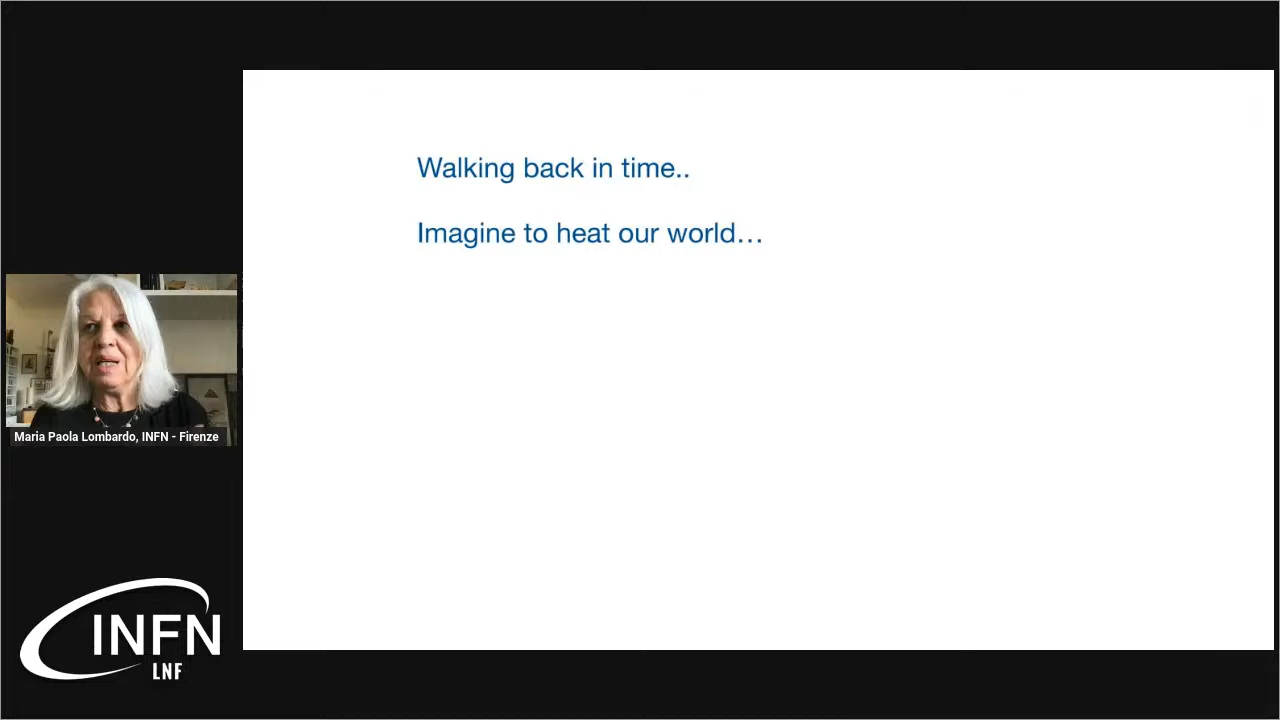 Walking back in time..
Imagine to heat our world…
Maria Paola Lombardo, INFN - Firenze
INFN
LNF